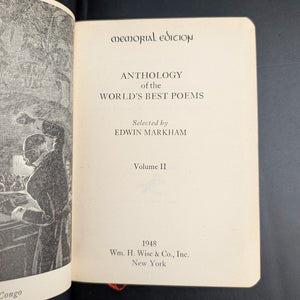 Congo
MEMORIAL EDITION
ANTHOLOGY
of the
WORLD'S BEST POEMS
Selected by
EDWIN MARKHAM
Volume II
1948
Wm. H. Wise & Co., Inc.
New York